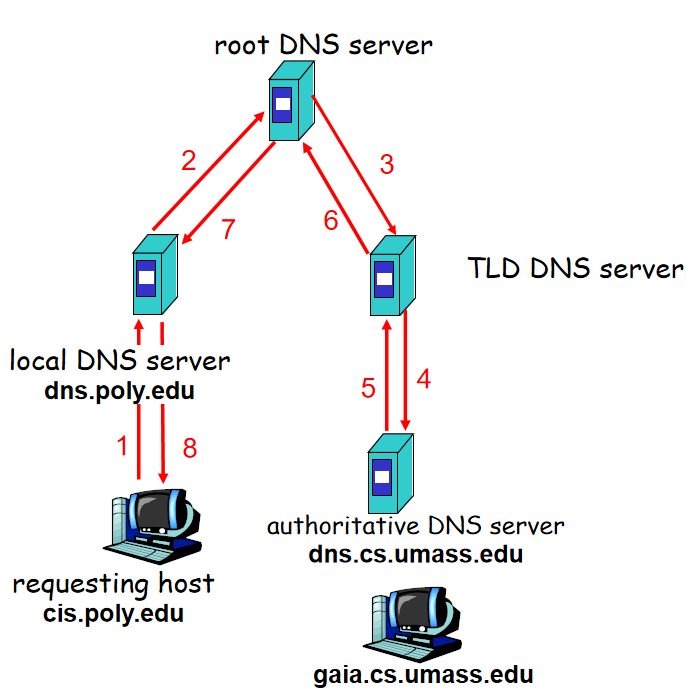 root DNS server
2
3
7
6
TLD DNS server
local DNS server
dns.poly.edu
5
4
1
8
authoritative DNS server
dns.cs.umass.edu
requesting host
cis.poly.edu
gaia.cs.umass.edu